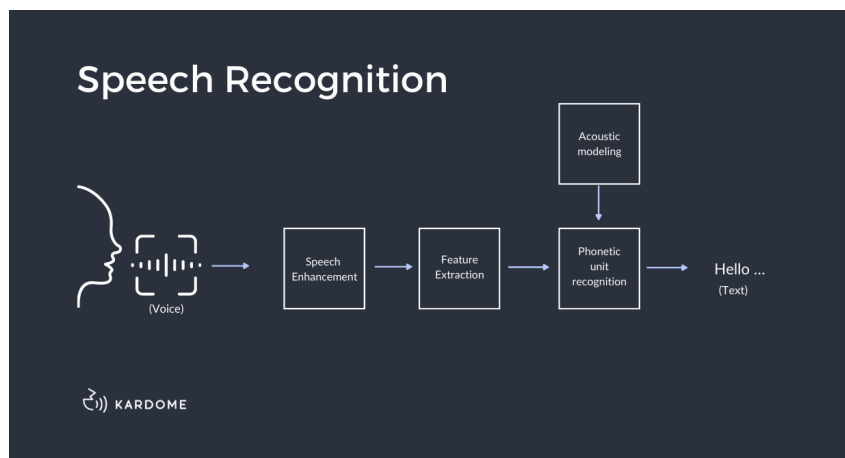 Speech Recognition
Acoustic
modeling
Speech
Enhancement
Feature
Extraction
Phonetic
unit
recognition
Hello ...
(Text)
(Voice)
KARDOME